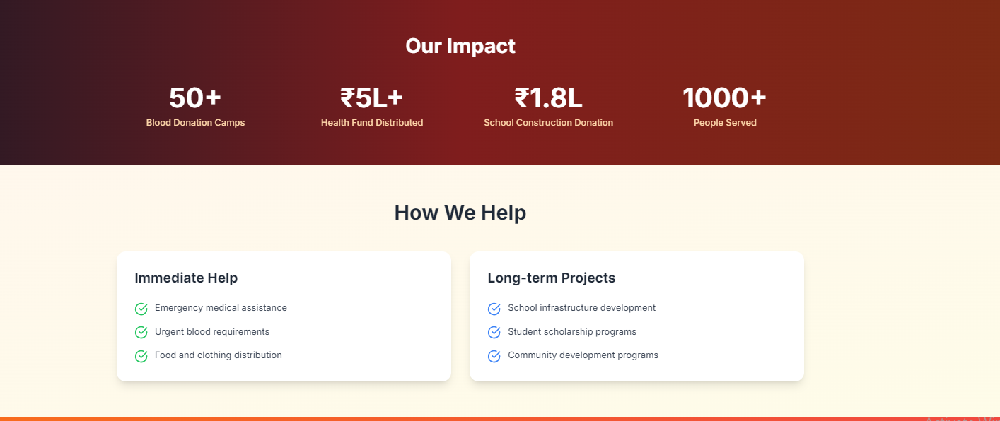 Our Impact
50+ ₹5L+ ₹1.8L 1000+
Blood Donation Camps Health Fund Distributed School Construction Donation People Served
How We Help
Immediate Help
Emergency medical assistance
Urgent blood requirements
Food and clothing distribution
Long-term Projects
School infrastructure development
Student scholarship programs
Community development programs